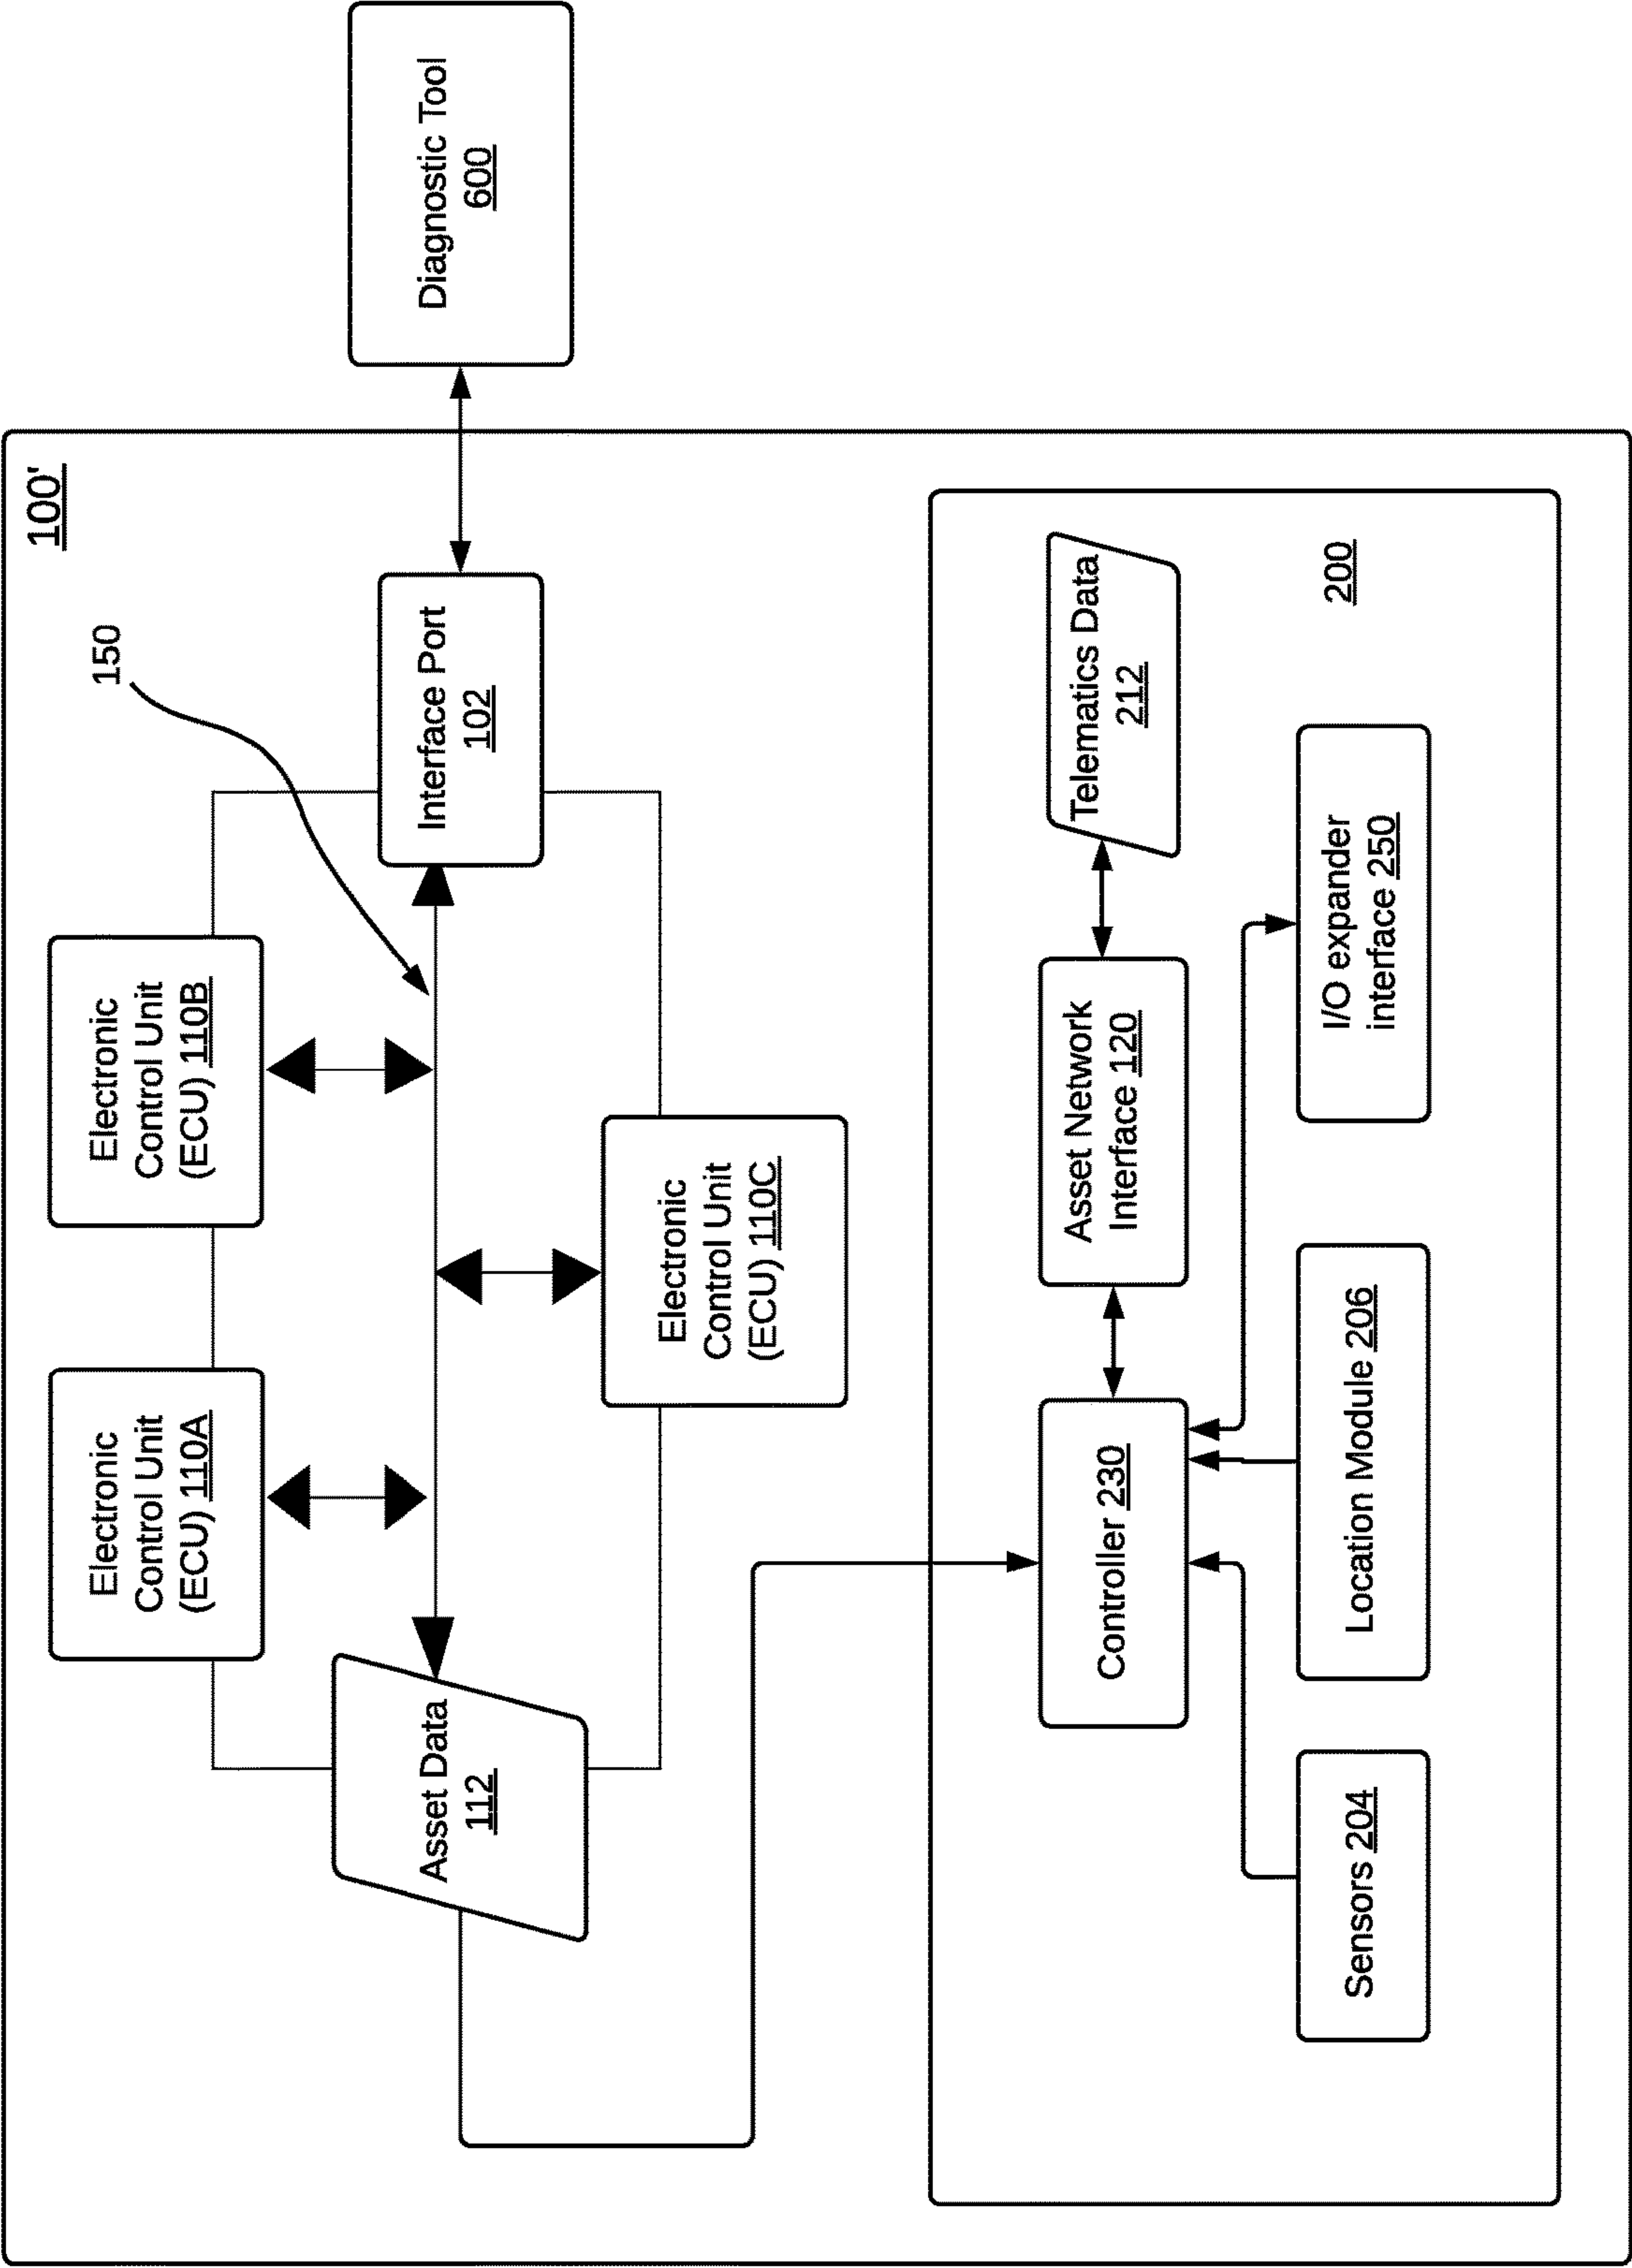 100'
Electronic
Control Unit
(ECU) 110A
Electronic
Control Unit
(ECU) 110B
150
Asset Data
112
Interface Port
102
Diagnostic Tool
600
Electronic
Control Unit
(ECU) 110C
Controller 230
Asset Network
Interface 120
Telematics Data
212
Sensors 204
Location Module 206
I/O expander
interface 250
200